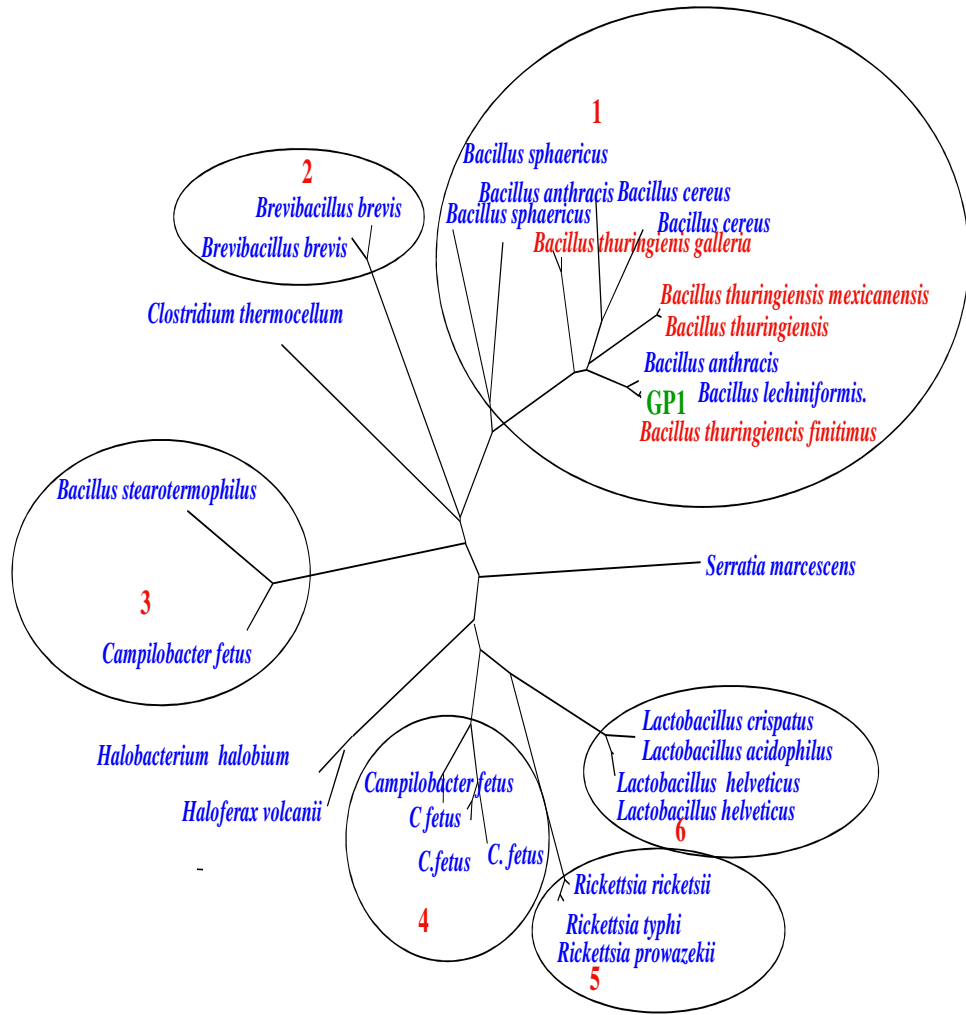 1
Bacillus sphaericus
2
Bacillus anthracis Bacillus cereus
Brevibacillus brevis
Bacillus sphaericus
Bacillus cereus
Brevibacillus brevis
Bacillus thuringienis galleria
Bacillus thuringiensis mexicanensis
Clostridium thermocellum
Bacillus thuringiensis
Bacillus anthracis
GP1 Bacillus lechiniformis.
Bacillus thuringiencis finitimus
Bacillus stearotermophilus
Serratia marcescens
3
Campilobacter fetus
Lactobacillus crispatus
Lactobacillus acidophilus
Halobacterium halobium
Campilobacter fetus
Lactobacillus helveticus
Haloferax volcanii
C fetus
Lactobacillus helveticus
6
C.fetus
C. fetus
Rickettsia ricketsii
4
Rickettsia typhi
Rickettsia prowazekii
5